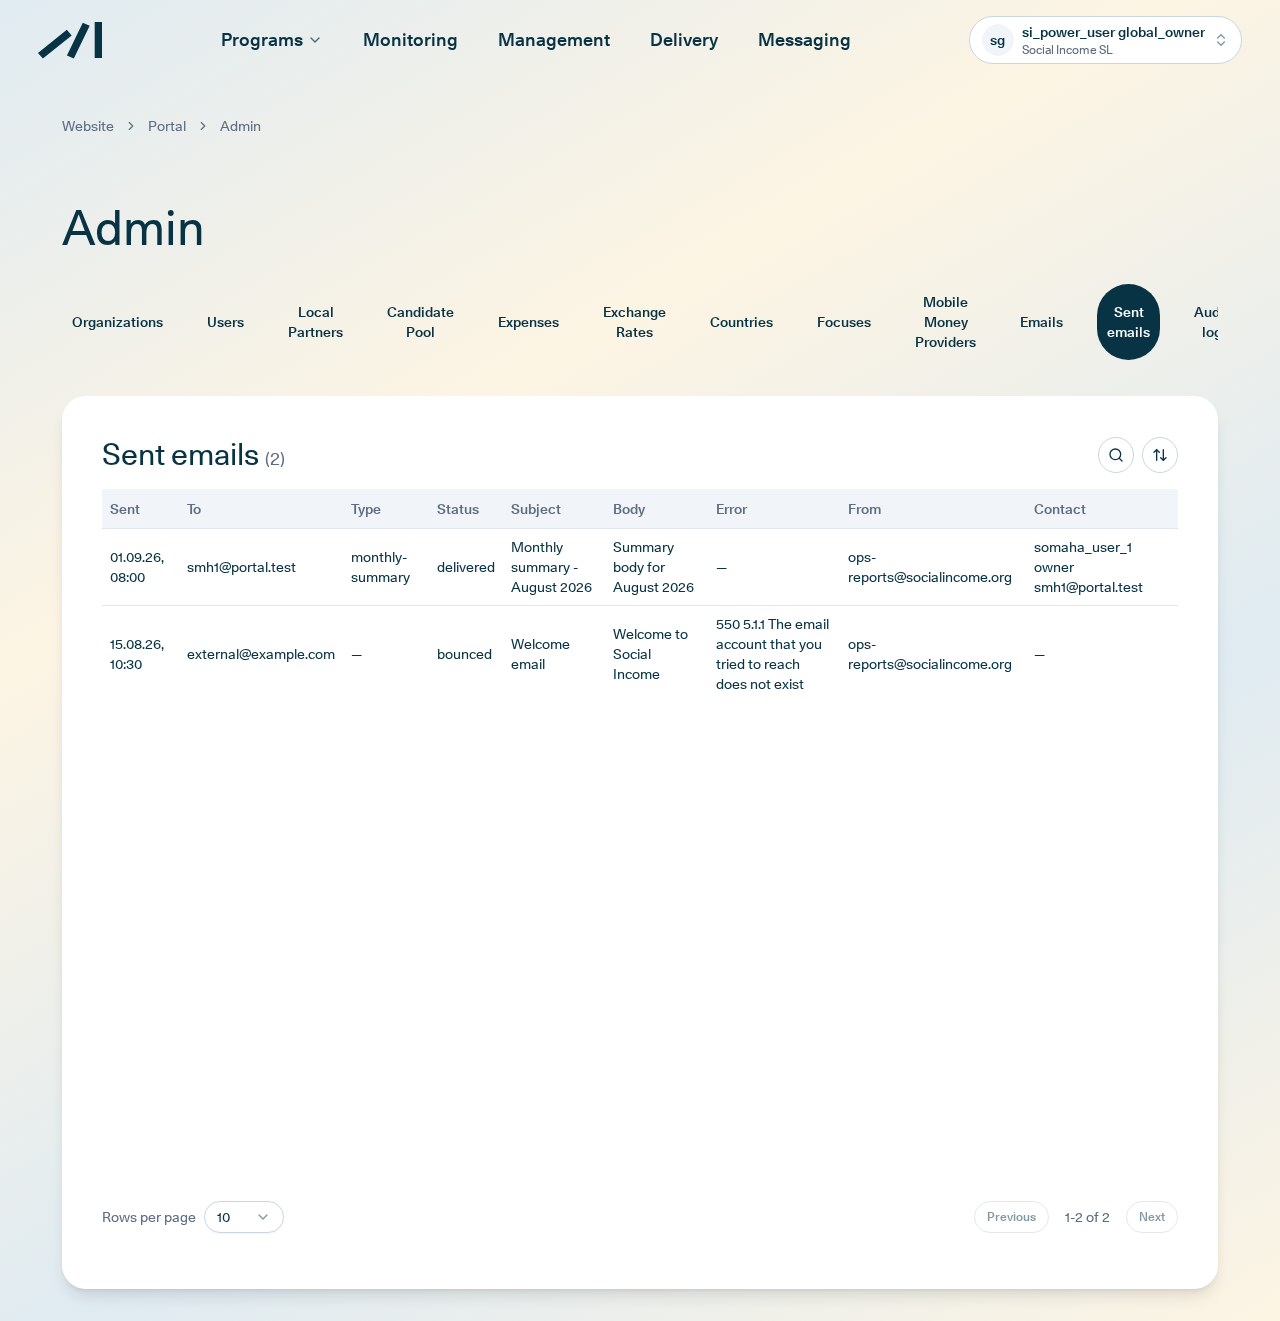 Programs
Monitoring
Management
Delivery
Messaging
sg
si_power_user global_owner
Social Income SL
Website
Portal
Admin
Admin
Organizations
Users
Local
Partners
Candidate
Pool
Expenses
Exchange
Rates
Countries
Focuses
Mobile
Money
Providers
Emails
Sent
emails
Sent emails (2)
Sent
To
Type
Status
Subject
Body
Error
From
Contact
01.09.26,
08:00
smh1@portal.test
monthly-
summary
delivered
Monthly
summary -
August 2026
Summary
body for
August 2026
—
ops-
reports@socialincome.org
somaha_user_1
owner
smh1@portal.test
15.08.26,
10:30
external@example.com
—
bounced
Welcome
email
Welcome to
Social
Income
550 5.1.1 The email
account that you
tried to reach
does not exist
ops-
reports@socialincome.org
—
Rows per page
10
Previous
1-2 of 2
Next